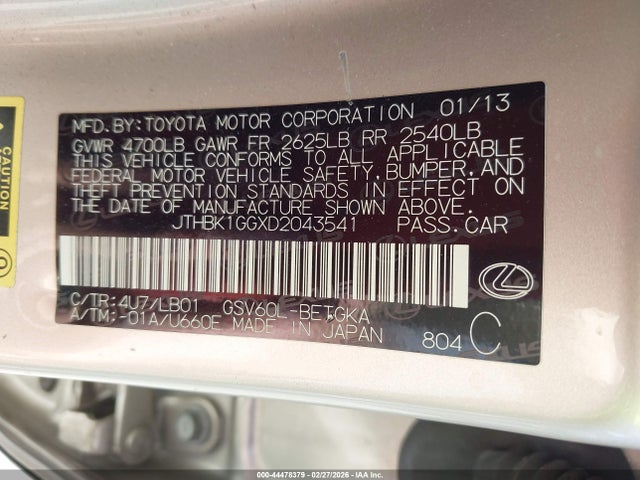 MFD.BY:TOYOTA MOTOR CORPORATION 01/13
GVWR 4700LB GAWR FR 2625LB RR 2540LB
THIS VEHICLE CONFORMS TO ALL APPLICABLE
FEDERAL MOTOR VEHICLE SAFETY,BUMPER,AND
THEFT PREVENTION STANDARDS IN EFFECT ON
THE DATE OF MANUFACTURE SHOWN ABOVE.
JTHBK1GGXD2043541 PASS.CAR
C/TR:4U7/LB01 GSV60L-BETGKA
A/TM:-01A/U660E MADE IN JAPAN
804 C
CAUTION
000-44478379 - 02/27/2026 - IAA Inc.